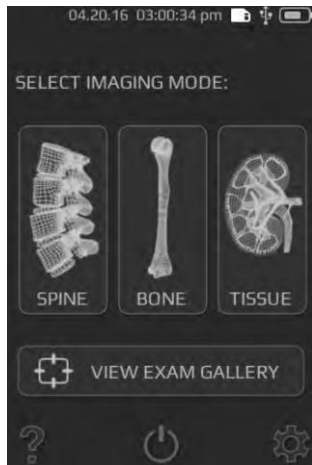 04.20.16 03:00:34 pm
SELECT IMAGING MODE:
SPINE BONE TISSUE
VIEW EXAM GALLERY
?